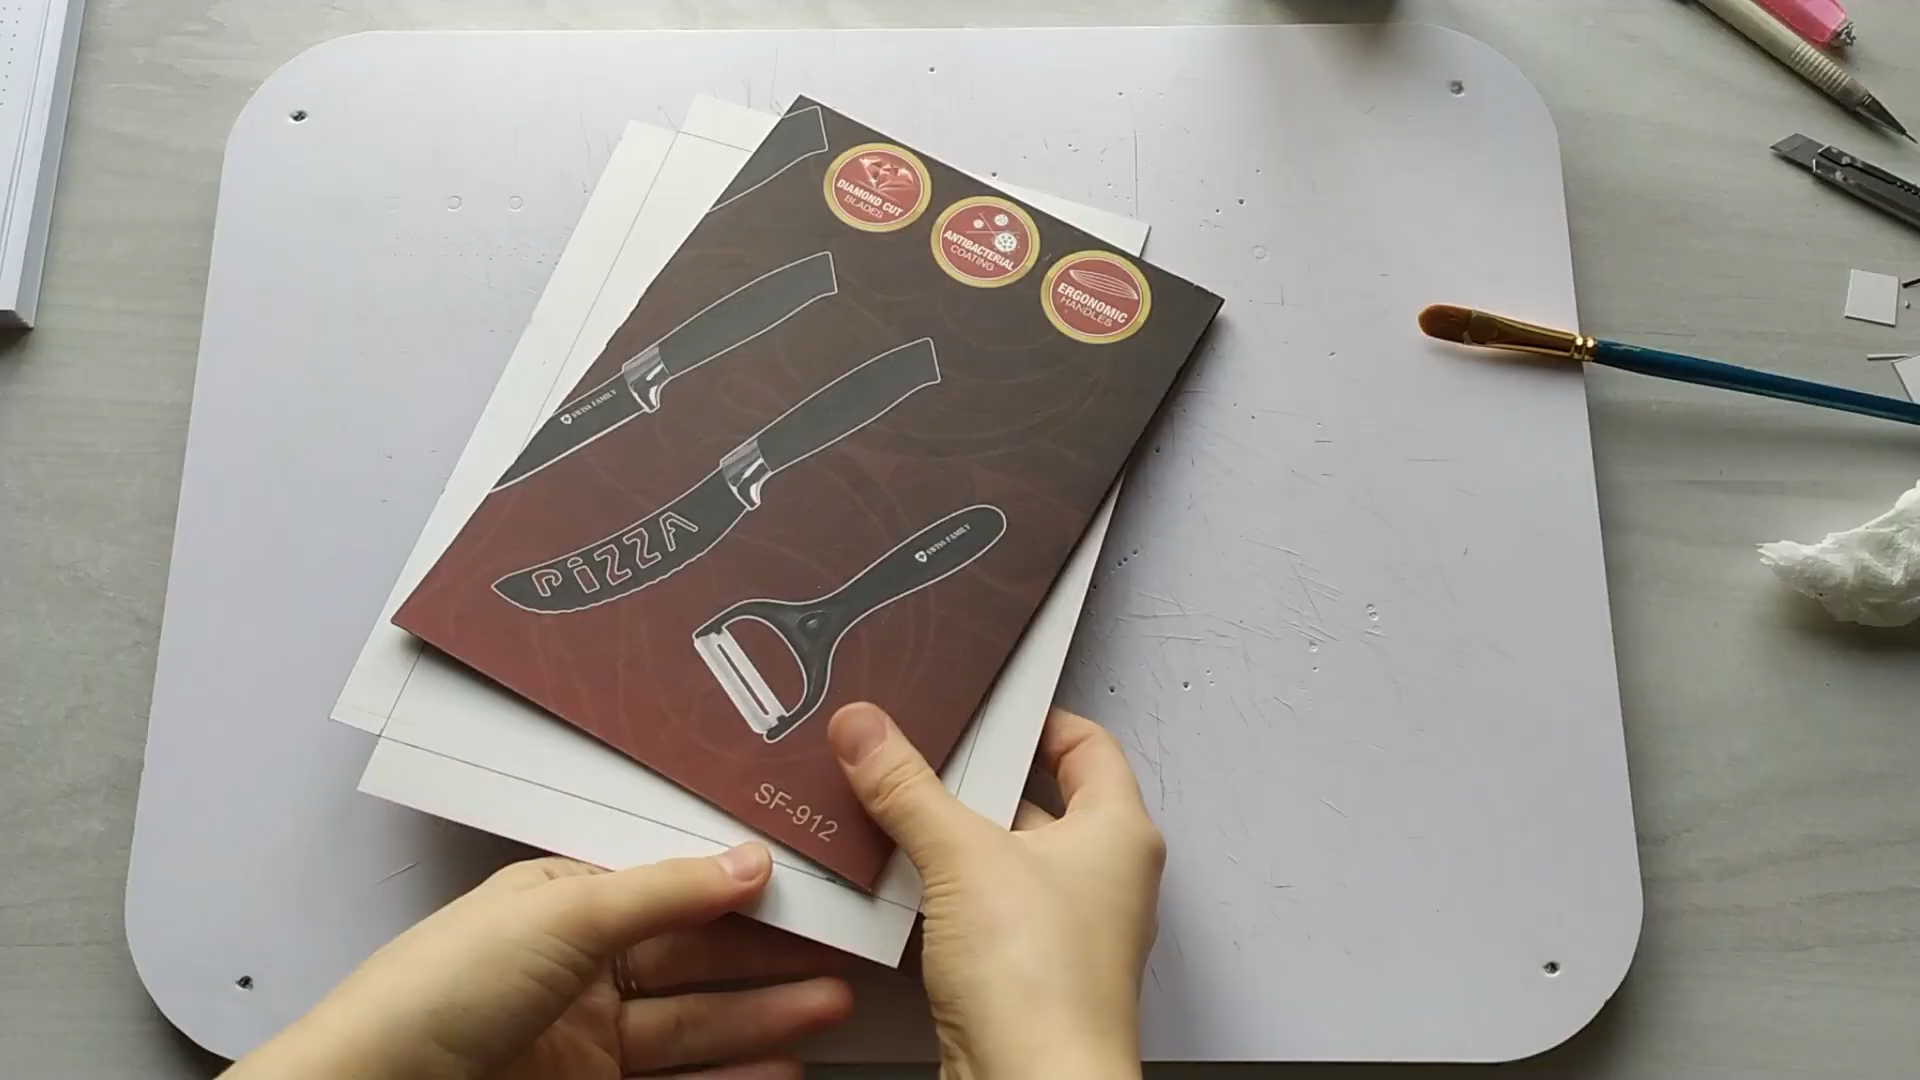 DIAMOND CUT
BLADES
ANTIBACTERIAL
COATING
ERGONOMIC
HANDLES
SWISS FAMILY
PIZZA
SWISS FAMILY
SF-912